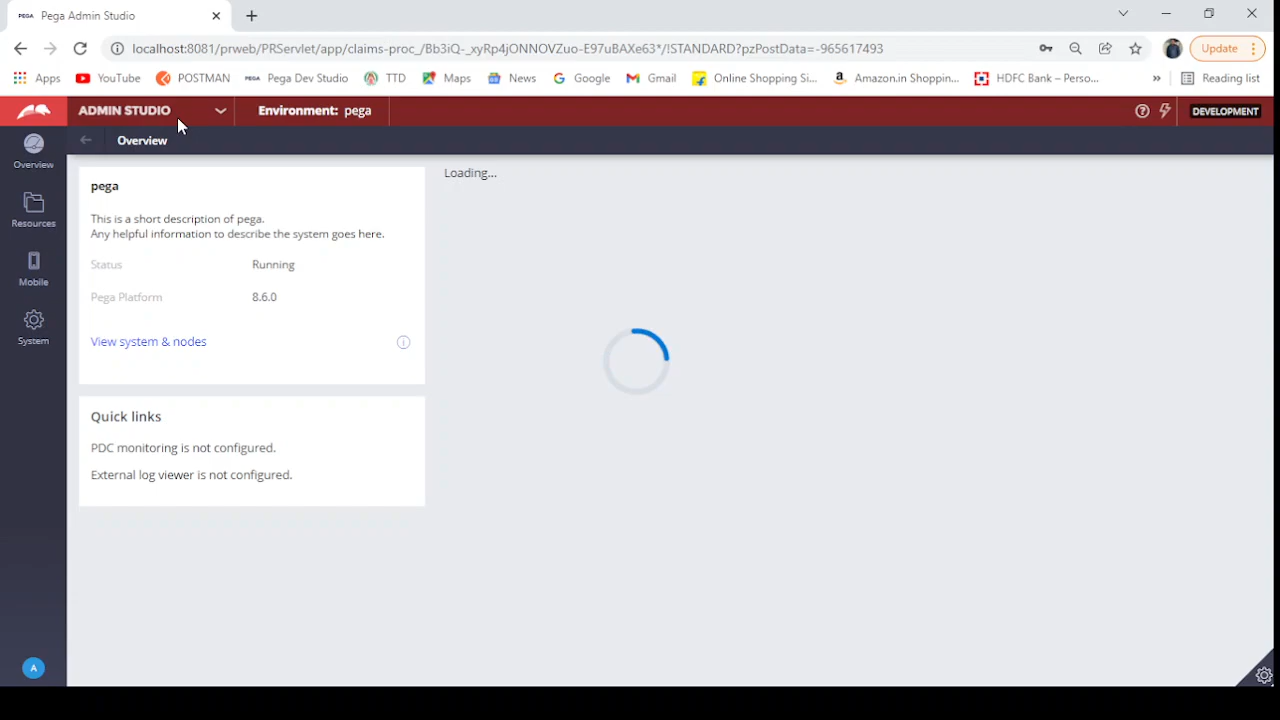 PEGA Pega Admin Studio
localhost:8081/prweb/PRServlet/app/claims-proc_/Bb3iQ-_xyRp4jONNOVZuo-E97uBAXe63*/!STANDARD?pzPostData=-965617493
Update
Apps YouTube POSTMAN PEGA Pega Dev Studio TTD Maps News Google Gmail Online Shopping Si... Amazon.in Shoppin... HDFC Bank – Perso... » Reading list
ADMIN STUDIO Environment: pega DEVELOPMENT
Overview
Overview
Resources
Mobile
System
A
pega
This is a short description of pega.
Any helpful information to describe the system goes here.
Status Running
Pega Platform 8.6.0
View system & nodes
Quick links
PDC monitoring is not configured.
External log viewer is not configured.
Loading...